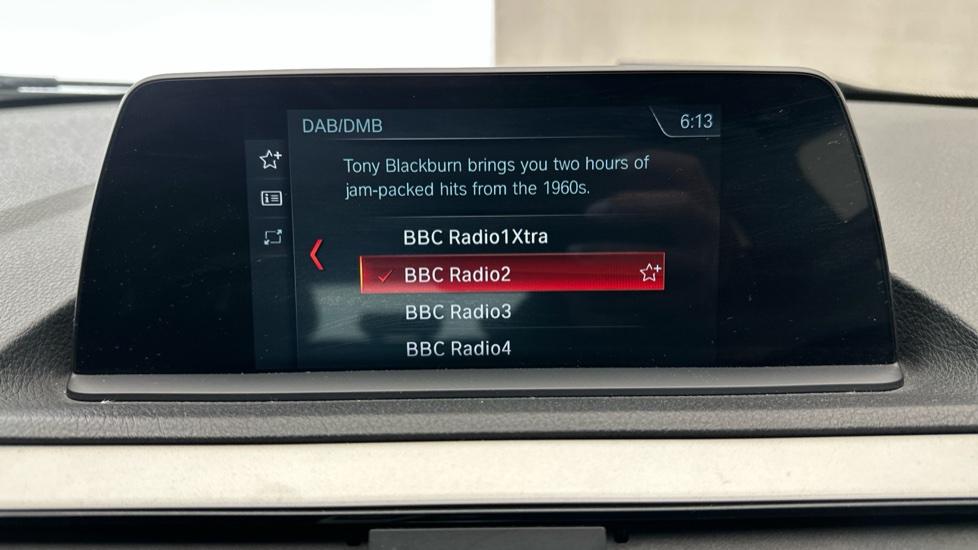 DAB/DMB
6:13
Tony Blackburn brings you two hours of
jam-packed hits from the 1960s.
BBC Radio1Xtra
BBC Radio2
BBC Radio3
BBC Radio4